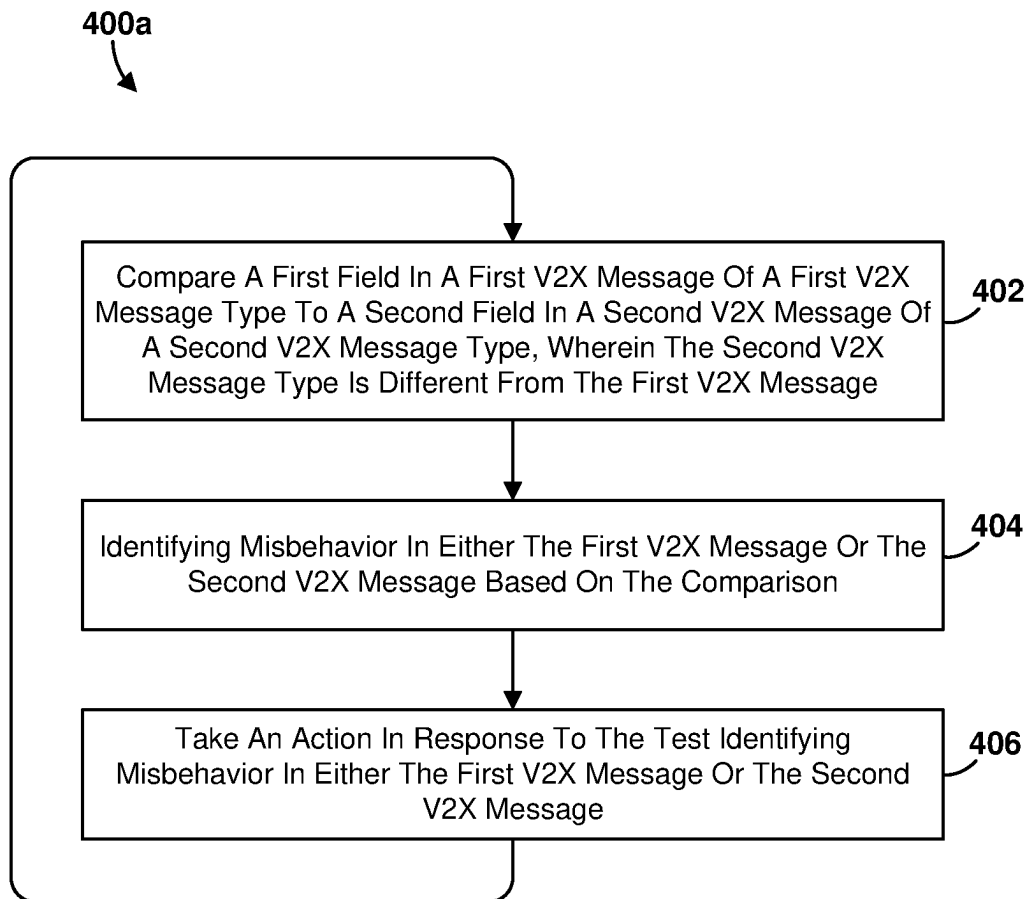 400a
Compare A First Field In A First V2X Message Of A First V2X
Message Type To A Second Field In A Second V2X Message Of
A Second V2X Message Type, Wherein The Second V2X
Message Type Is Different From The First V2X Message
402
Identifying Misbehavior In Either The First V2X Message Or The
Second V2X Message Based On The Comparison
404
Take An Action In Response To The Test Identifying
Misbehavior In Either The First V2X Message Or The Second
V2X Message
406